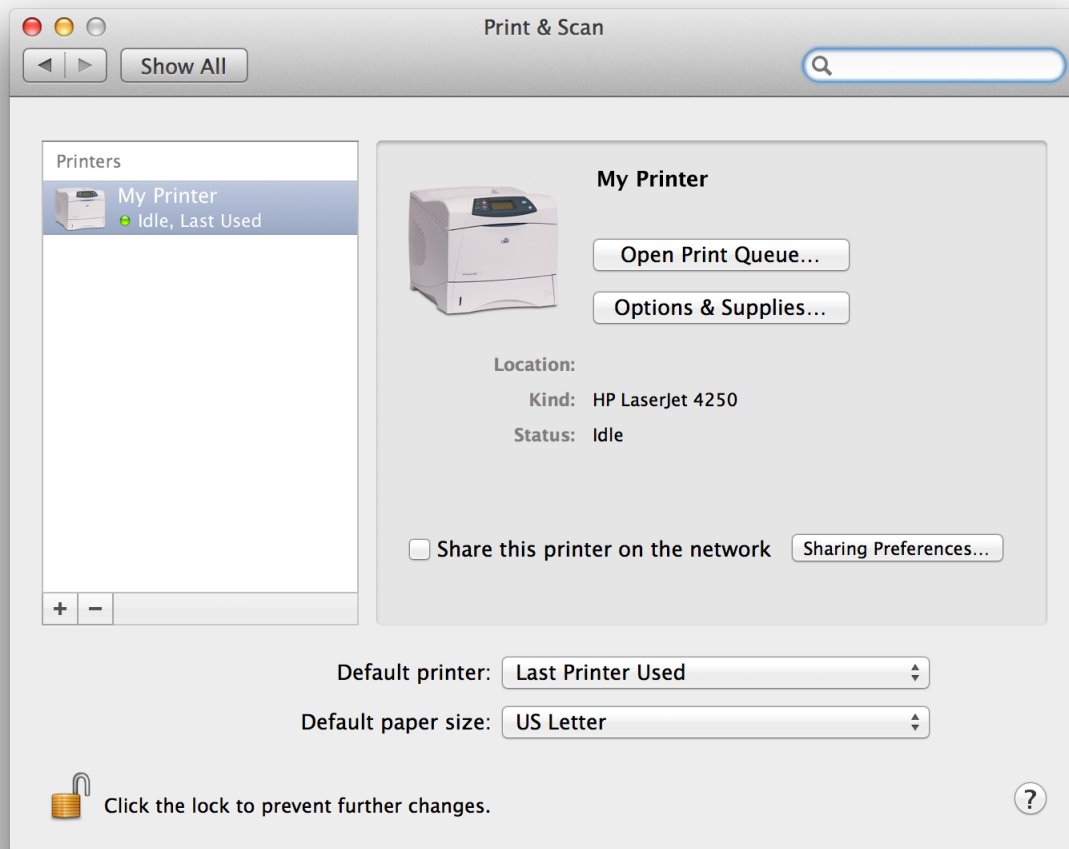 Print & Scan
Show All
Printers
My Printer
Idle, Last Used
My Printer
Open Print Queue...
Options & Supplies...
Location:
Kind: HP LaserJet 4250
Status: Idle
Share this printer on the network Sharing Preferences...
+ −
Default printer: Last Printer Used
Default paper size: US Letter
Click the lock to prevent further changes. ?